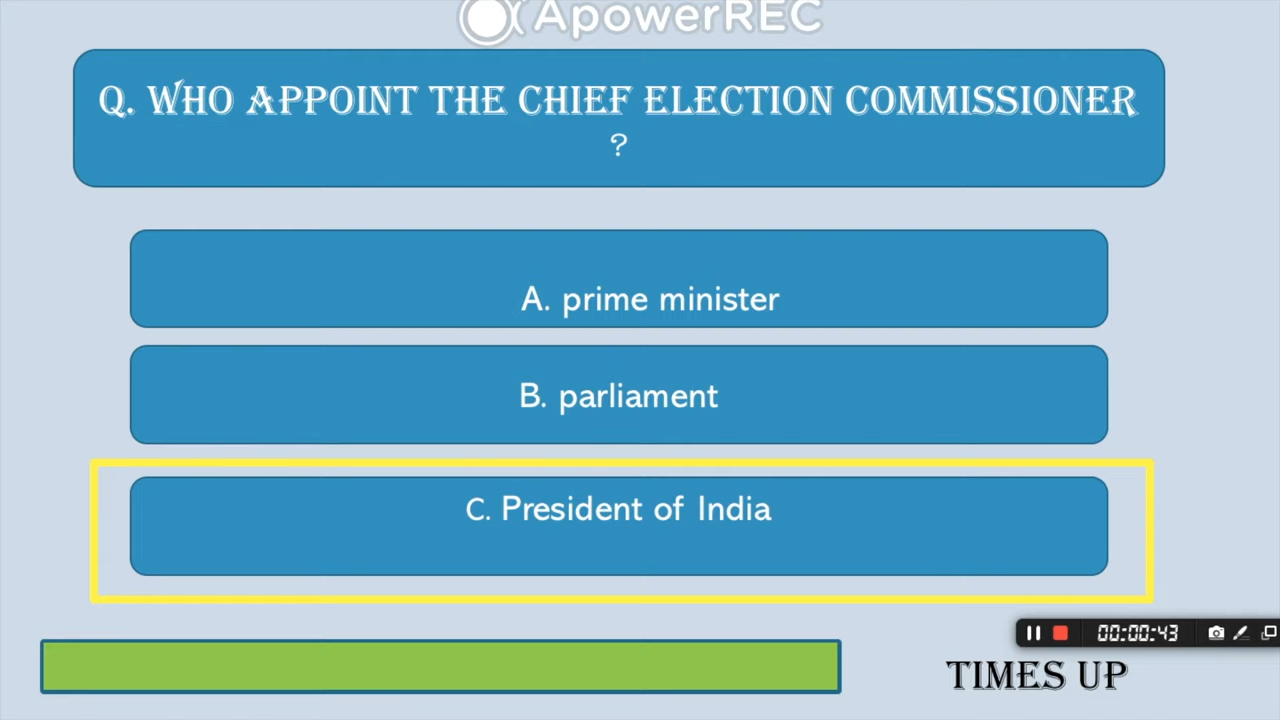 ApowerREC
Q. WHO APPOINT THE CHIEF ELECTION COMMISSIONER
?
A. prime minister
B. parliament
C. President of India
00:00:43
TIMES UP